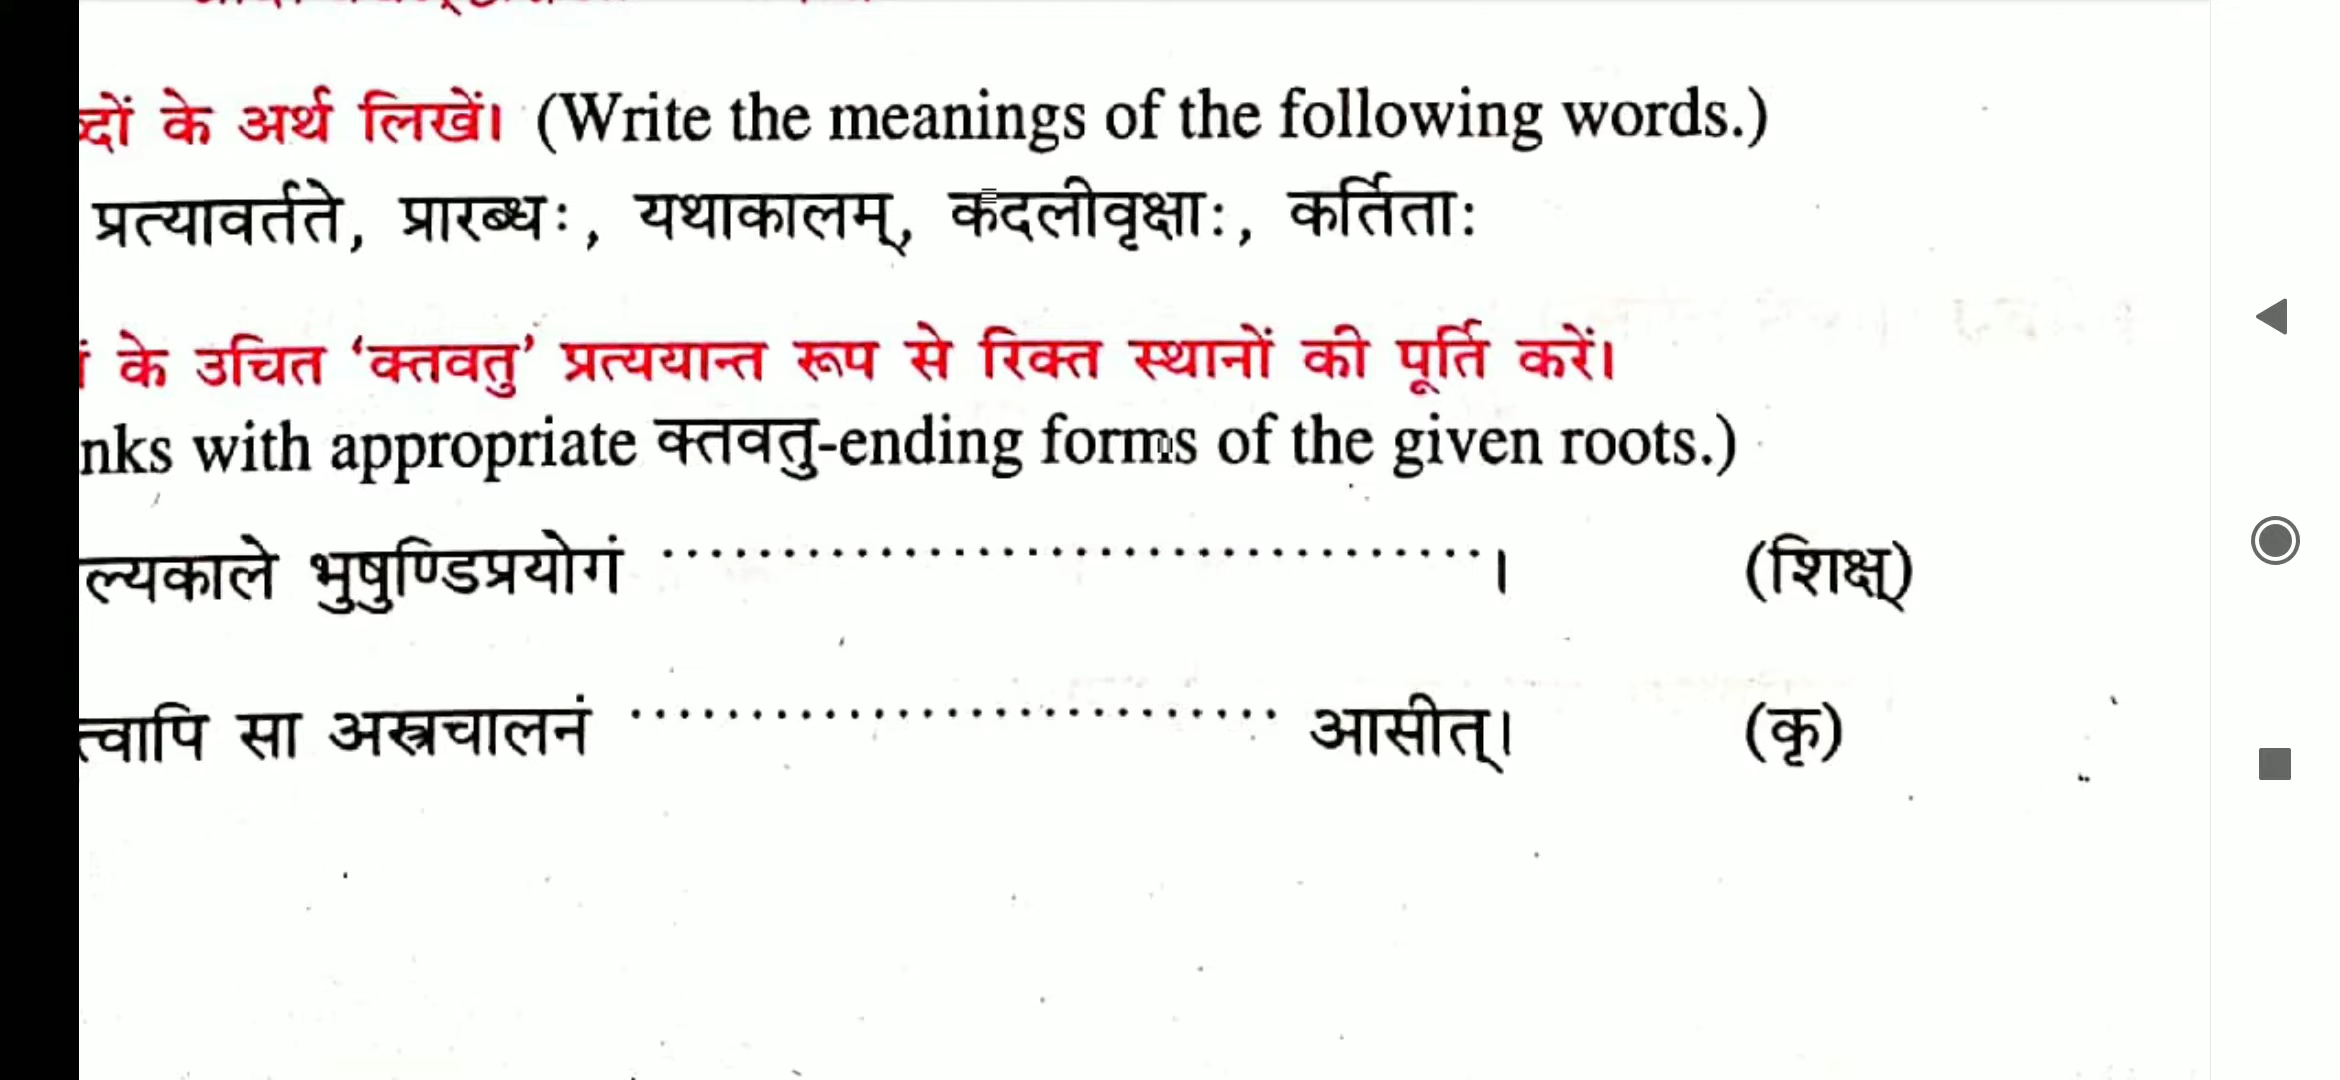 दों के अर्थ लिखें। (Write the meanings of the following words.)
प्रत्यावर्तते, प्रारब्धः, यथाकालम्, कदलीवृक्षाः, कर्तिताः
के उचित ‘क्तवतु’ प्रत्ययान्त रूप से रिक्त स्थानों की पूर्ति करें।
nks with appropriate क्तवतु-ending forms of the given roots.)
ल्यकाले भुषुण्डिप्रयोगं ................................... । (शिक्ष्)
त्वापि सा अस्त्रचालनं ........................... आसीत्। (कृ)